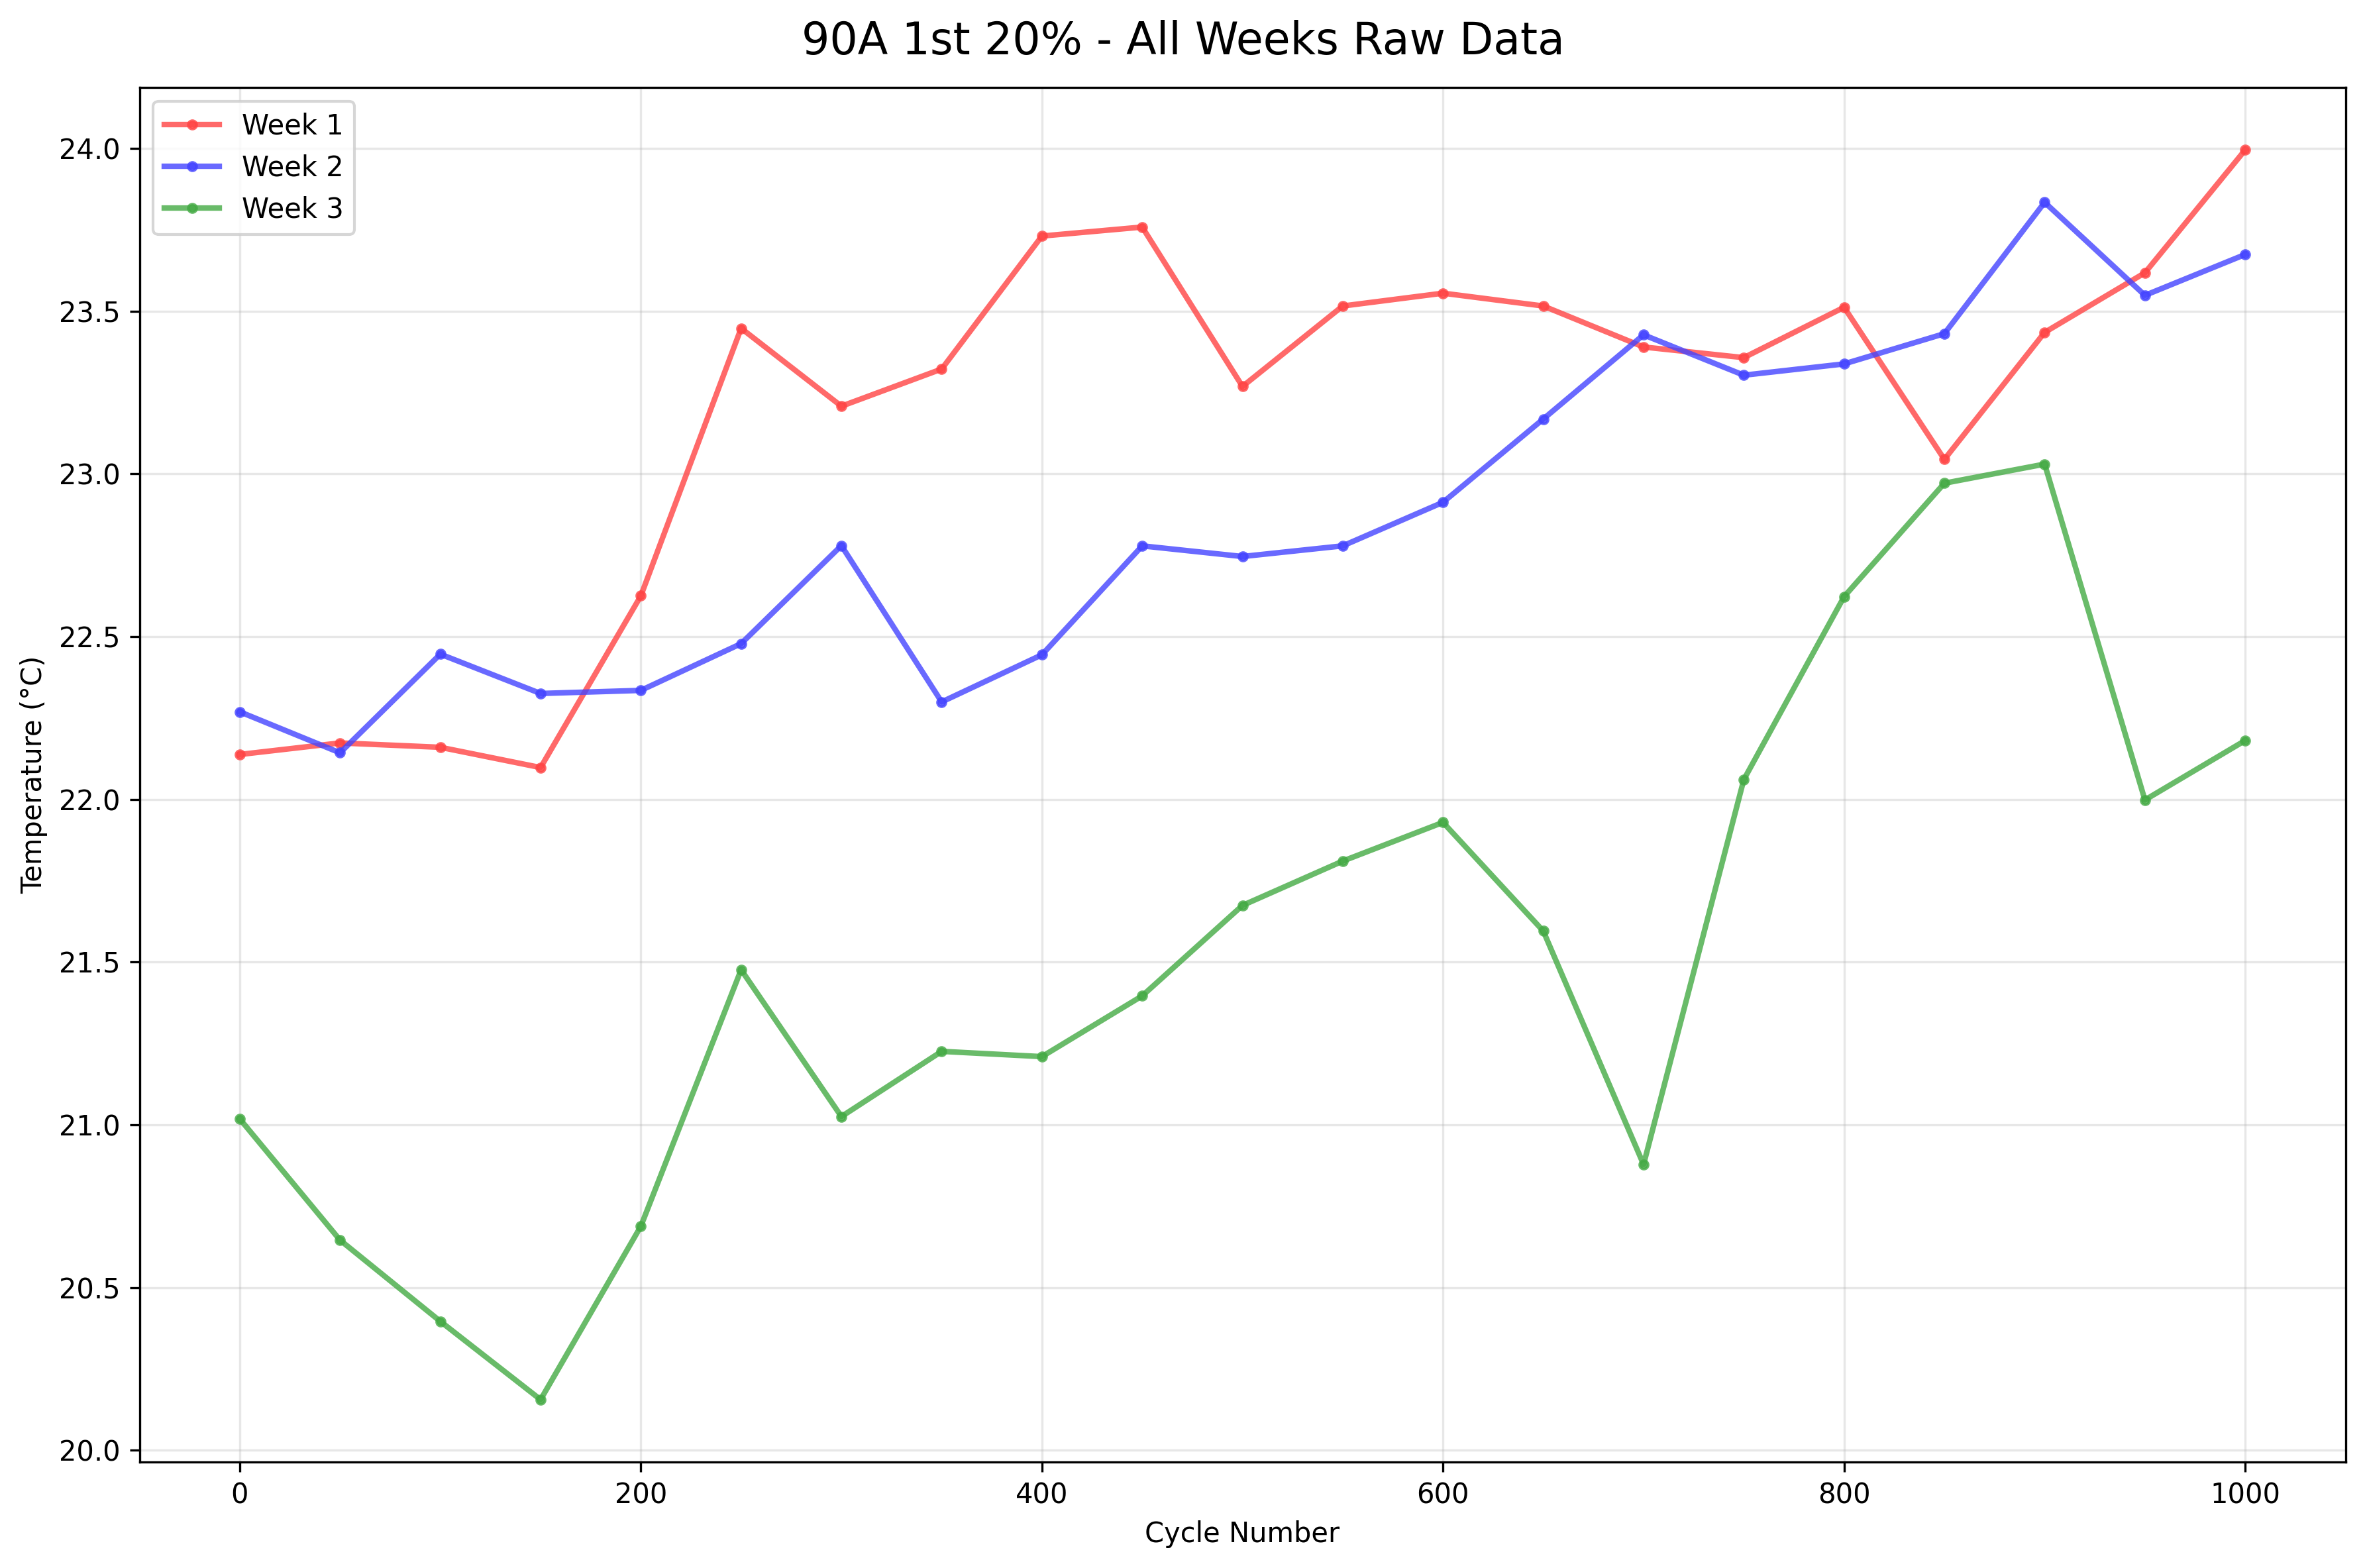 90A 1st 20% - All Weeks Raw Data
Week 1
Week 2
Week 3
24.0
23.5
23.0
22.5
22.0
21.5
21.0
20.5
20.0
Temperature (°C)
0 200 400 600 800 1000
Cycle Number